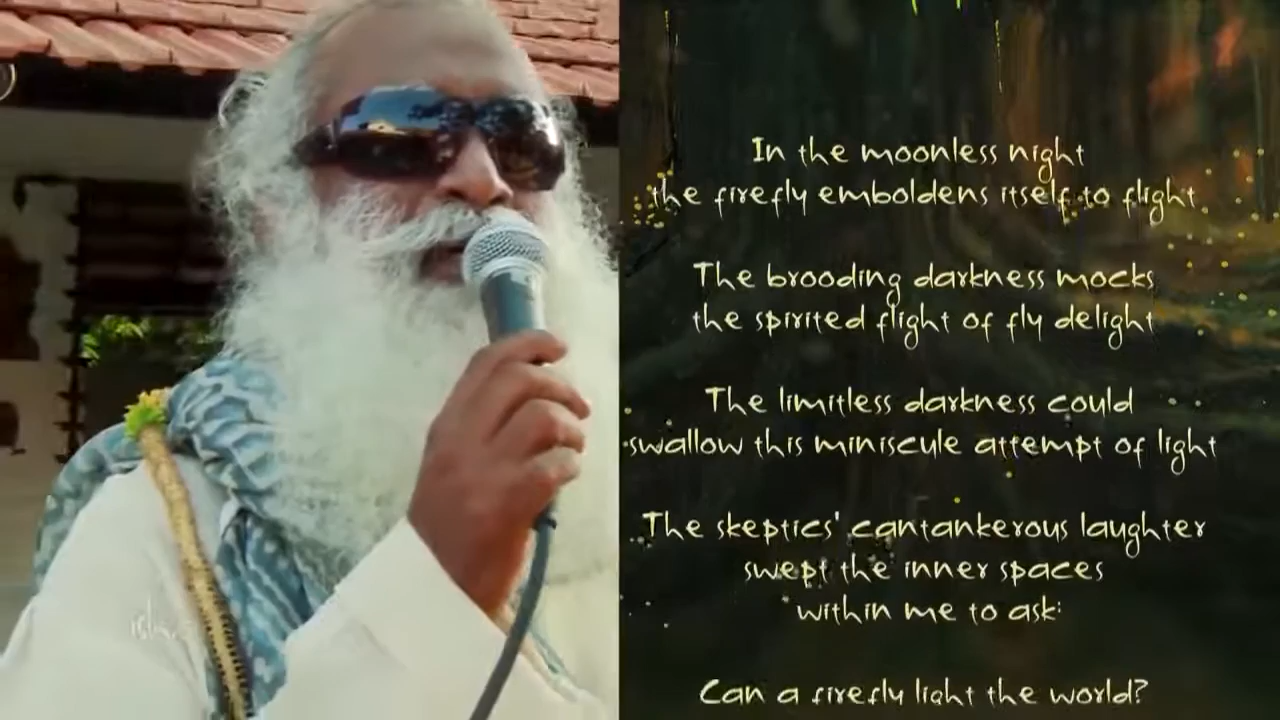 In the moonless night
the firefly emboldens itself to flight
The brooding darkness mocks
the spirited flight of fly delight
The limitless darkness could
swallow this miniscule attempt of light
The skeptics' cantankerous laughter
swept the inner spaces
within me to ask:
Can a firefly light the world?